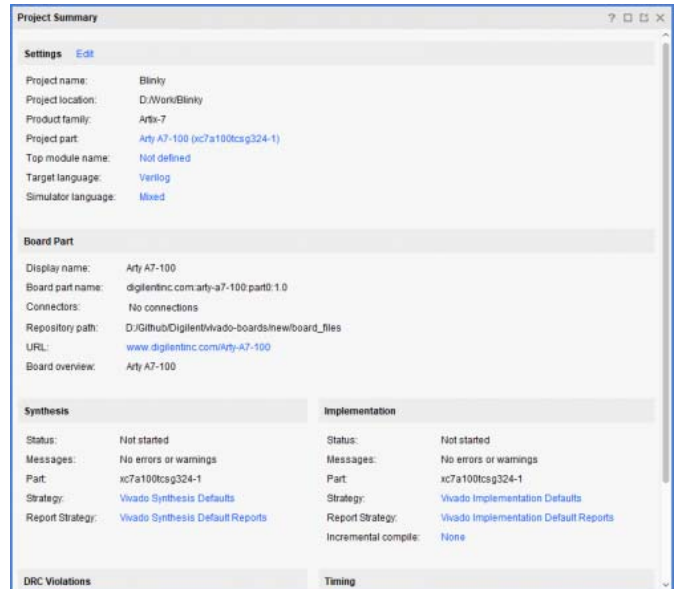 Project Summary ? □ X
Settings Edit
Project name: Blinky
Project location: D:/Work/Blinky
Product family: Artix-7
Project part: Arty A7-100 (xc7a100tcsg324-1)
Top module name: Not defined
Target language: Verilog
Simulator language: Mixed
Board Part
Display name: Arty A7-100
Board part name: digilentinc.com:arty-a7-100:part0:1.0
Connectors: No connections
Repository path: D:/Github/Digilent/vivado-boards/new/board_files
URL: www.digilentinc.com/Arty-A7-100
Board overview: Arty A7-100
Synthesis
Status: Not started
Messages: No errors or warnings
Part: xc7a100tcsg324-1
Strategy: Vivado Synthesis Defaults
Report Strategy: Vivado Synthesis Default Reports
Implementation
Status: Not started
Messages: No errors or warnings
Part: xc7a100tcsg324-1
Strategy: Vivado Implementation Defaults
Report Strategy: Vivado Implementation Default Reports
Incremental compile: None
DRC Violations
Timing